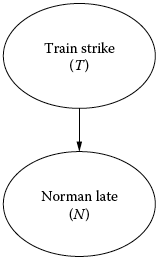 Train strike
(T)
Norman late
(N)